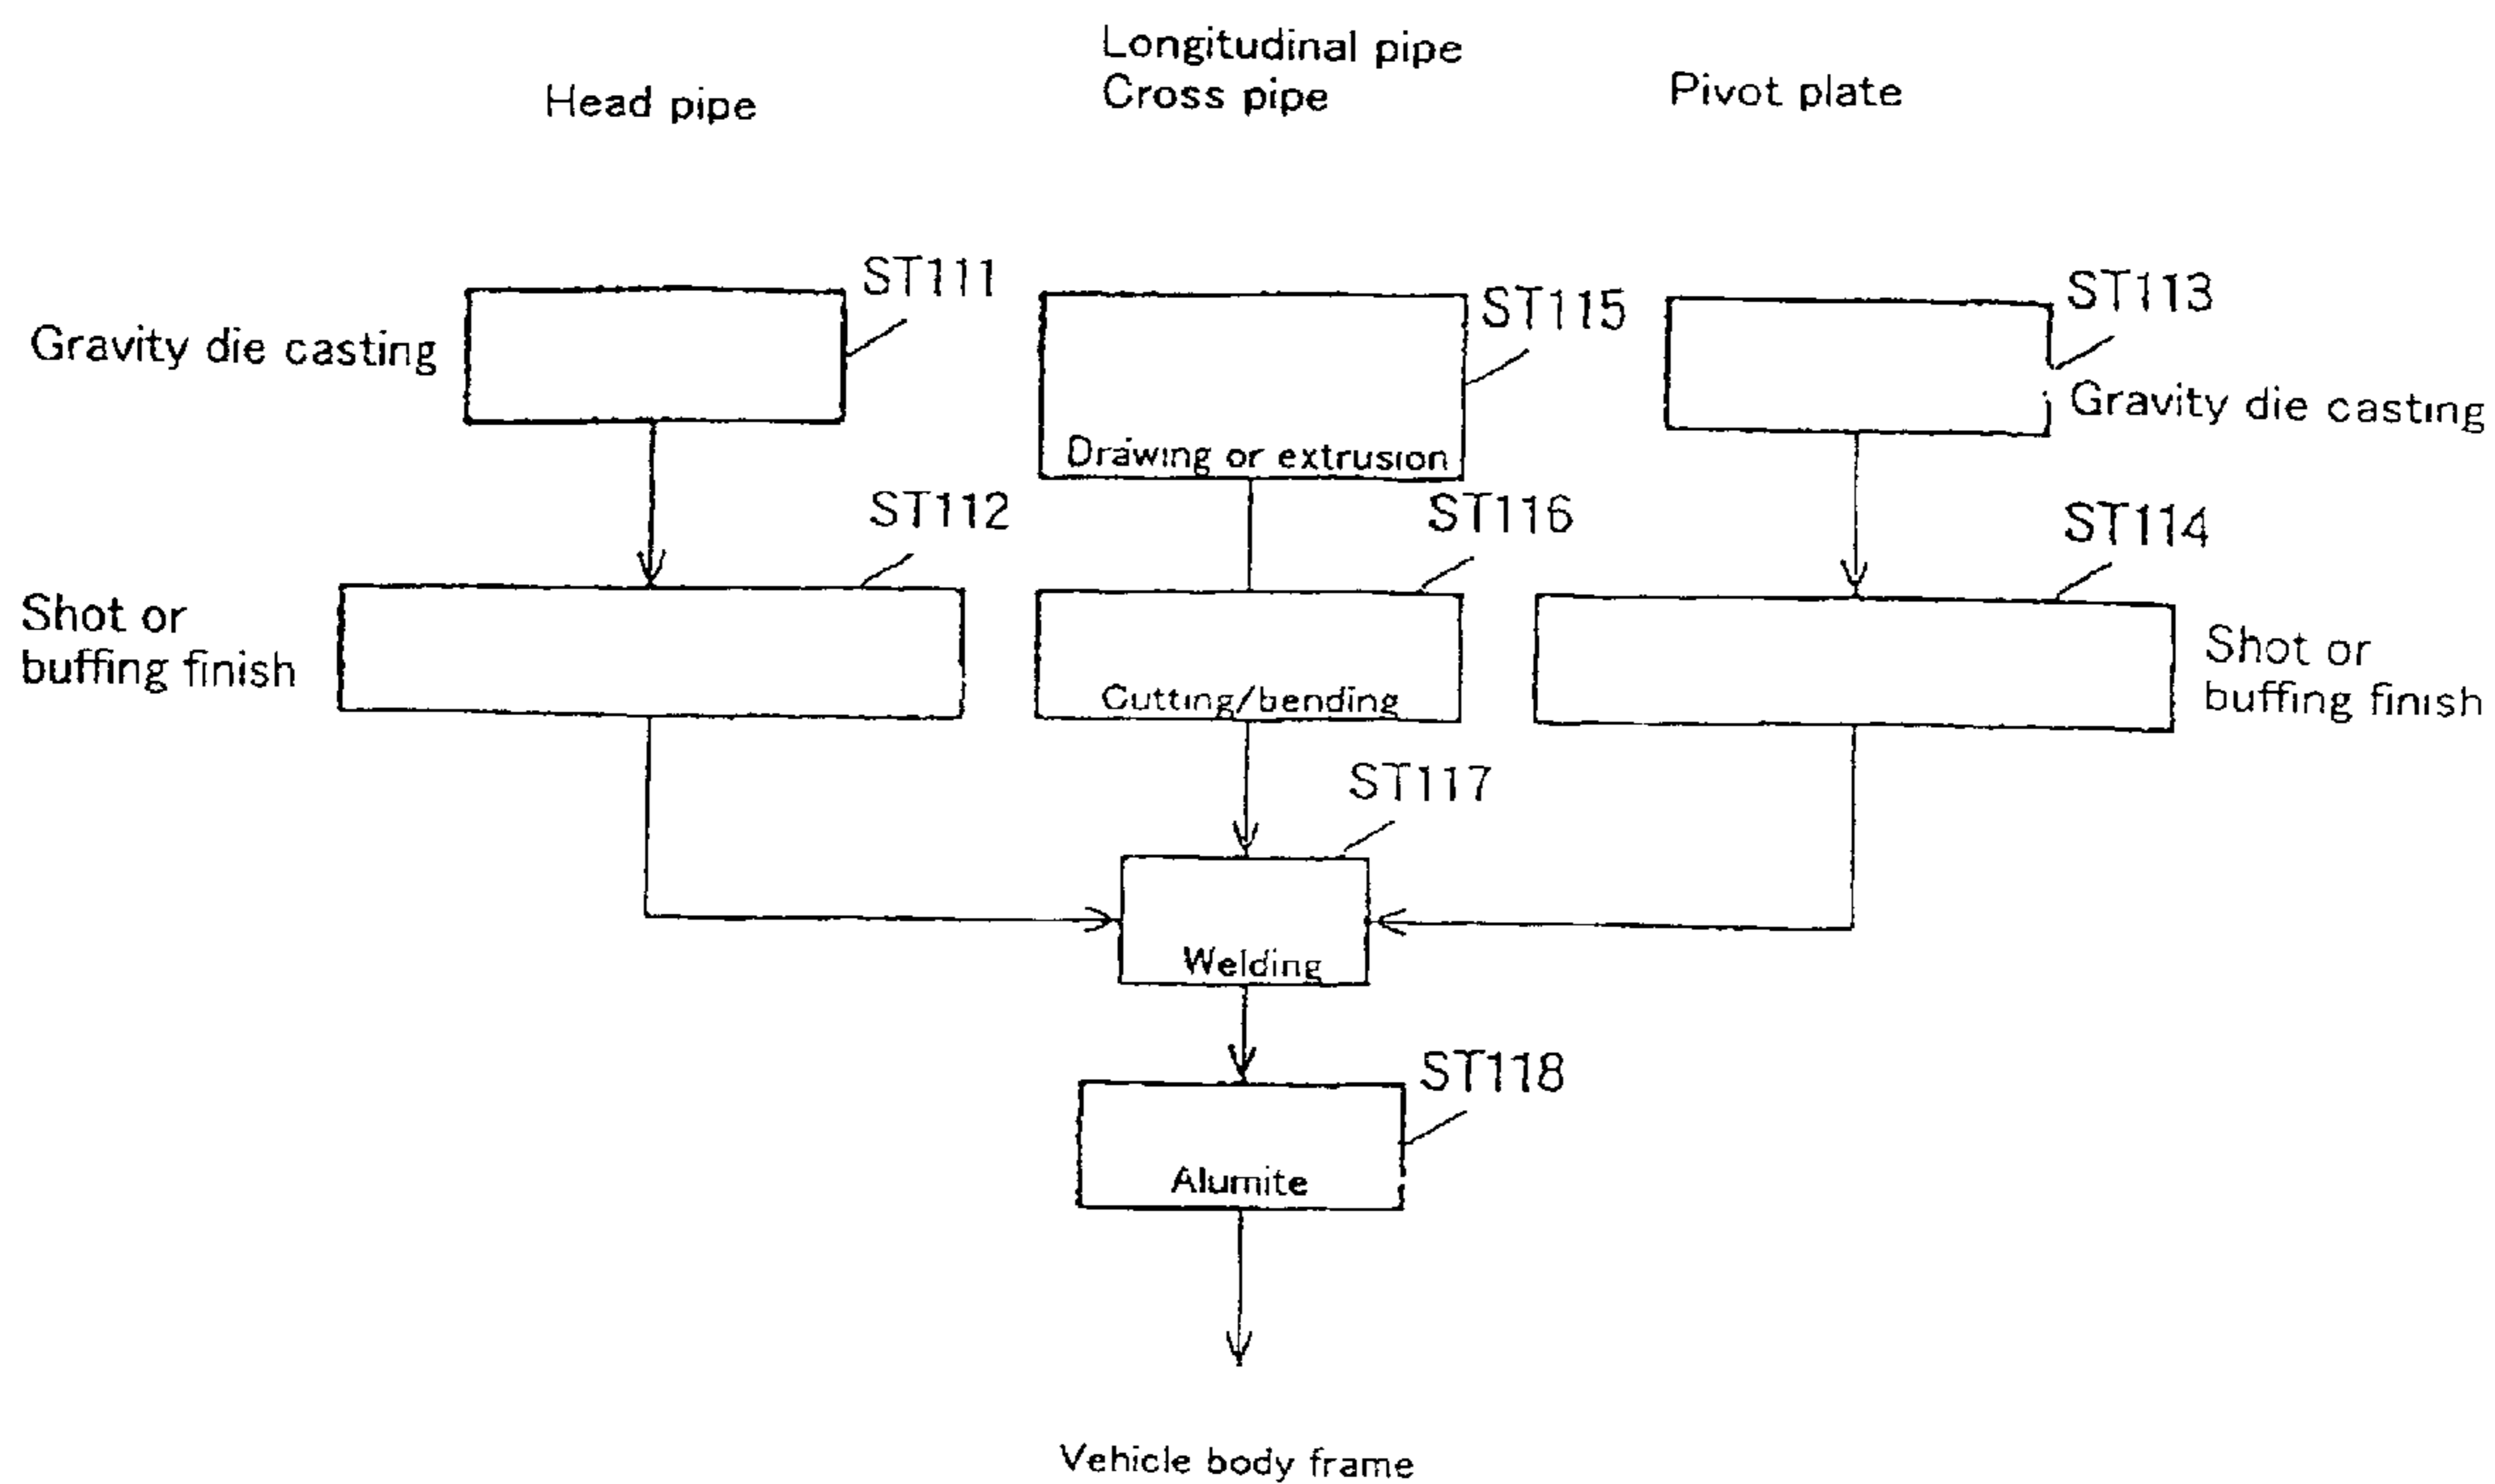 Longitudinal pipe
Cross pipe
Head pipe
Pivot plate
ST111
ST115
ST113
Gravity die casting
Gravity die casting
Drawing or extrusion
ST112
ST116
ST114
Shot or
buffing finish
Cutting/bending
Shot or
buffing finish
ST117
Welding
ST118
Alumite
Vehicle body frame